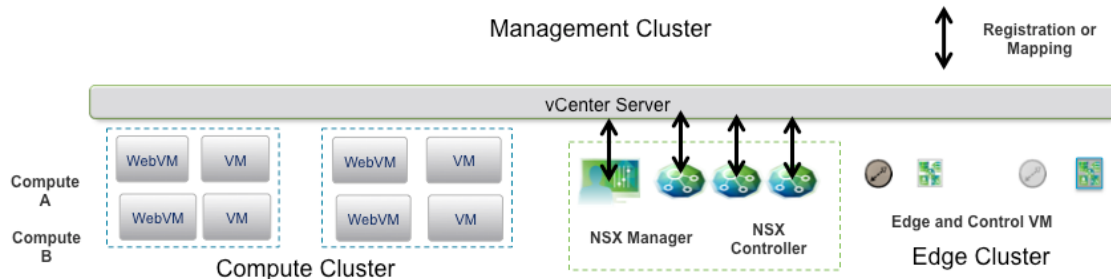 Management Cluster
Registration or
Mapping
vCenter Server
WebVM
VM
WebVM
VM
Compute
A
WebVM
VM
WebVM
VM
Compute
B
NSX Manager
NSX
Controller
Edge and Control VM
Compute Cluster
Edge Cluster